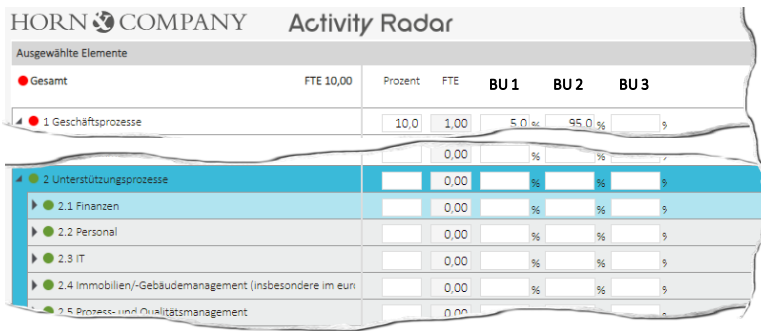 HORN & COMPANY Activity Radar
Ausgewählte Elemente
Gesamt FTE 10,00 Prozent FTE BU 1 BU 2 BU 3
1 Geschäftsprozesse 10,0 1,00 5,0 % 95,0 %
0,00 % %
2 Unterstützungsprozesse 0,00 % %
2.1 Finanzen 0,00 % %
2.2 Personal 0,00 % %
2.3 IT 0,00 % %
2.4 Immobilien/-Gebäudemanagement (insbesondere im eur 0,00 % %
2.5 Prozess- und Qualitätsmanagement 0,00